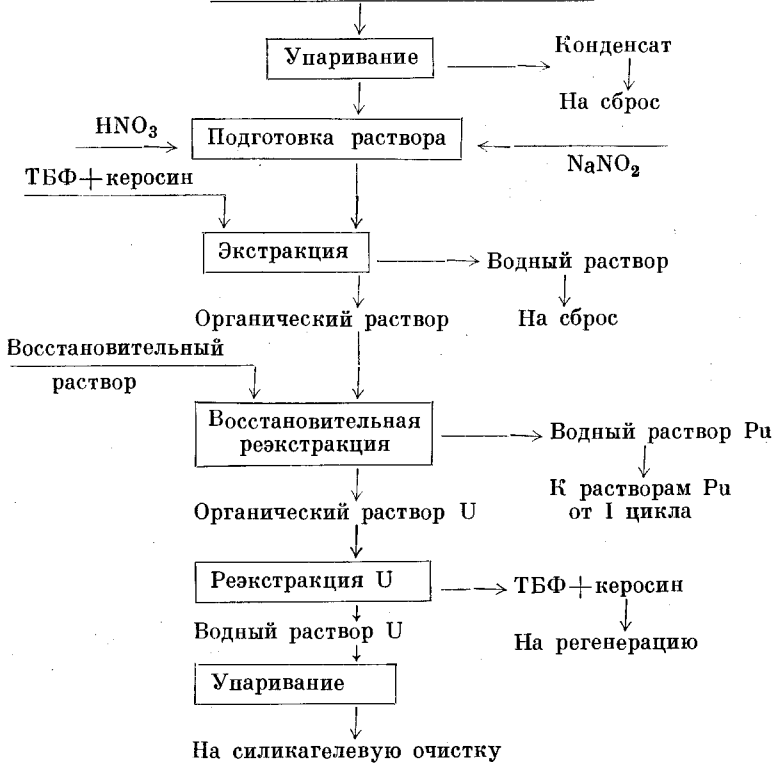 Упаривание
Конденсат
На сброс
HNO₃
Подготовка раствора
NaNO₂
ТБФ+керосин
Экстракция
Водный раствор
Органический раствор
На сброс
Восстановительный
раствор
Восстановительная
реэкстракция
Водный раствор Pu
К растворам Pu
от I цикла
Органический раствор U
Реэкстракция U
ТБФ+керосин
Водный раствор U
На регенерацию
Упаривание
На силикагелевую очистку